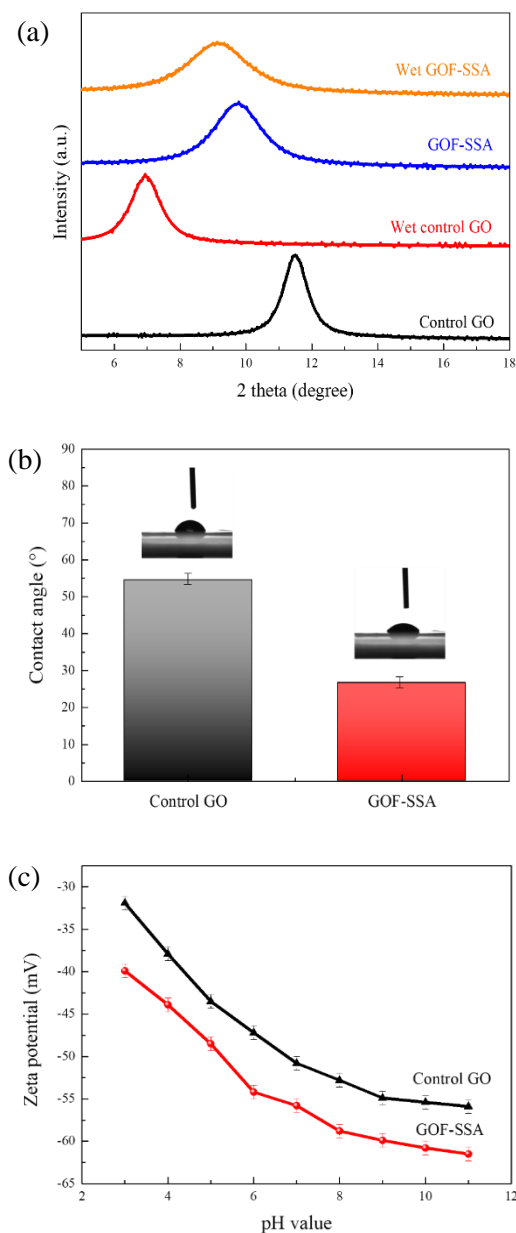 (a)
Wet GOF-SSA
GOF-SSA
Wet control GO
Control GO
Intensity (a.u.)
6 8 10 12 14 16 18
2 theta (degree)
(b)
90
80
70
60
50
40
30
20
10
0
Contact angle (°)
Control GO GOF-SSA
(c)
-30
-35
-40
-45
-50
-55
-60
-65
Zeta potential (mV)
Control GO
GOF-SSA
2 4 6 8 10 12
pH value